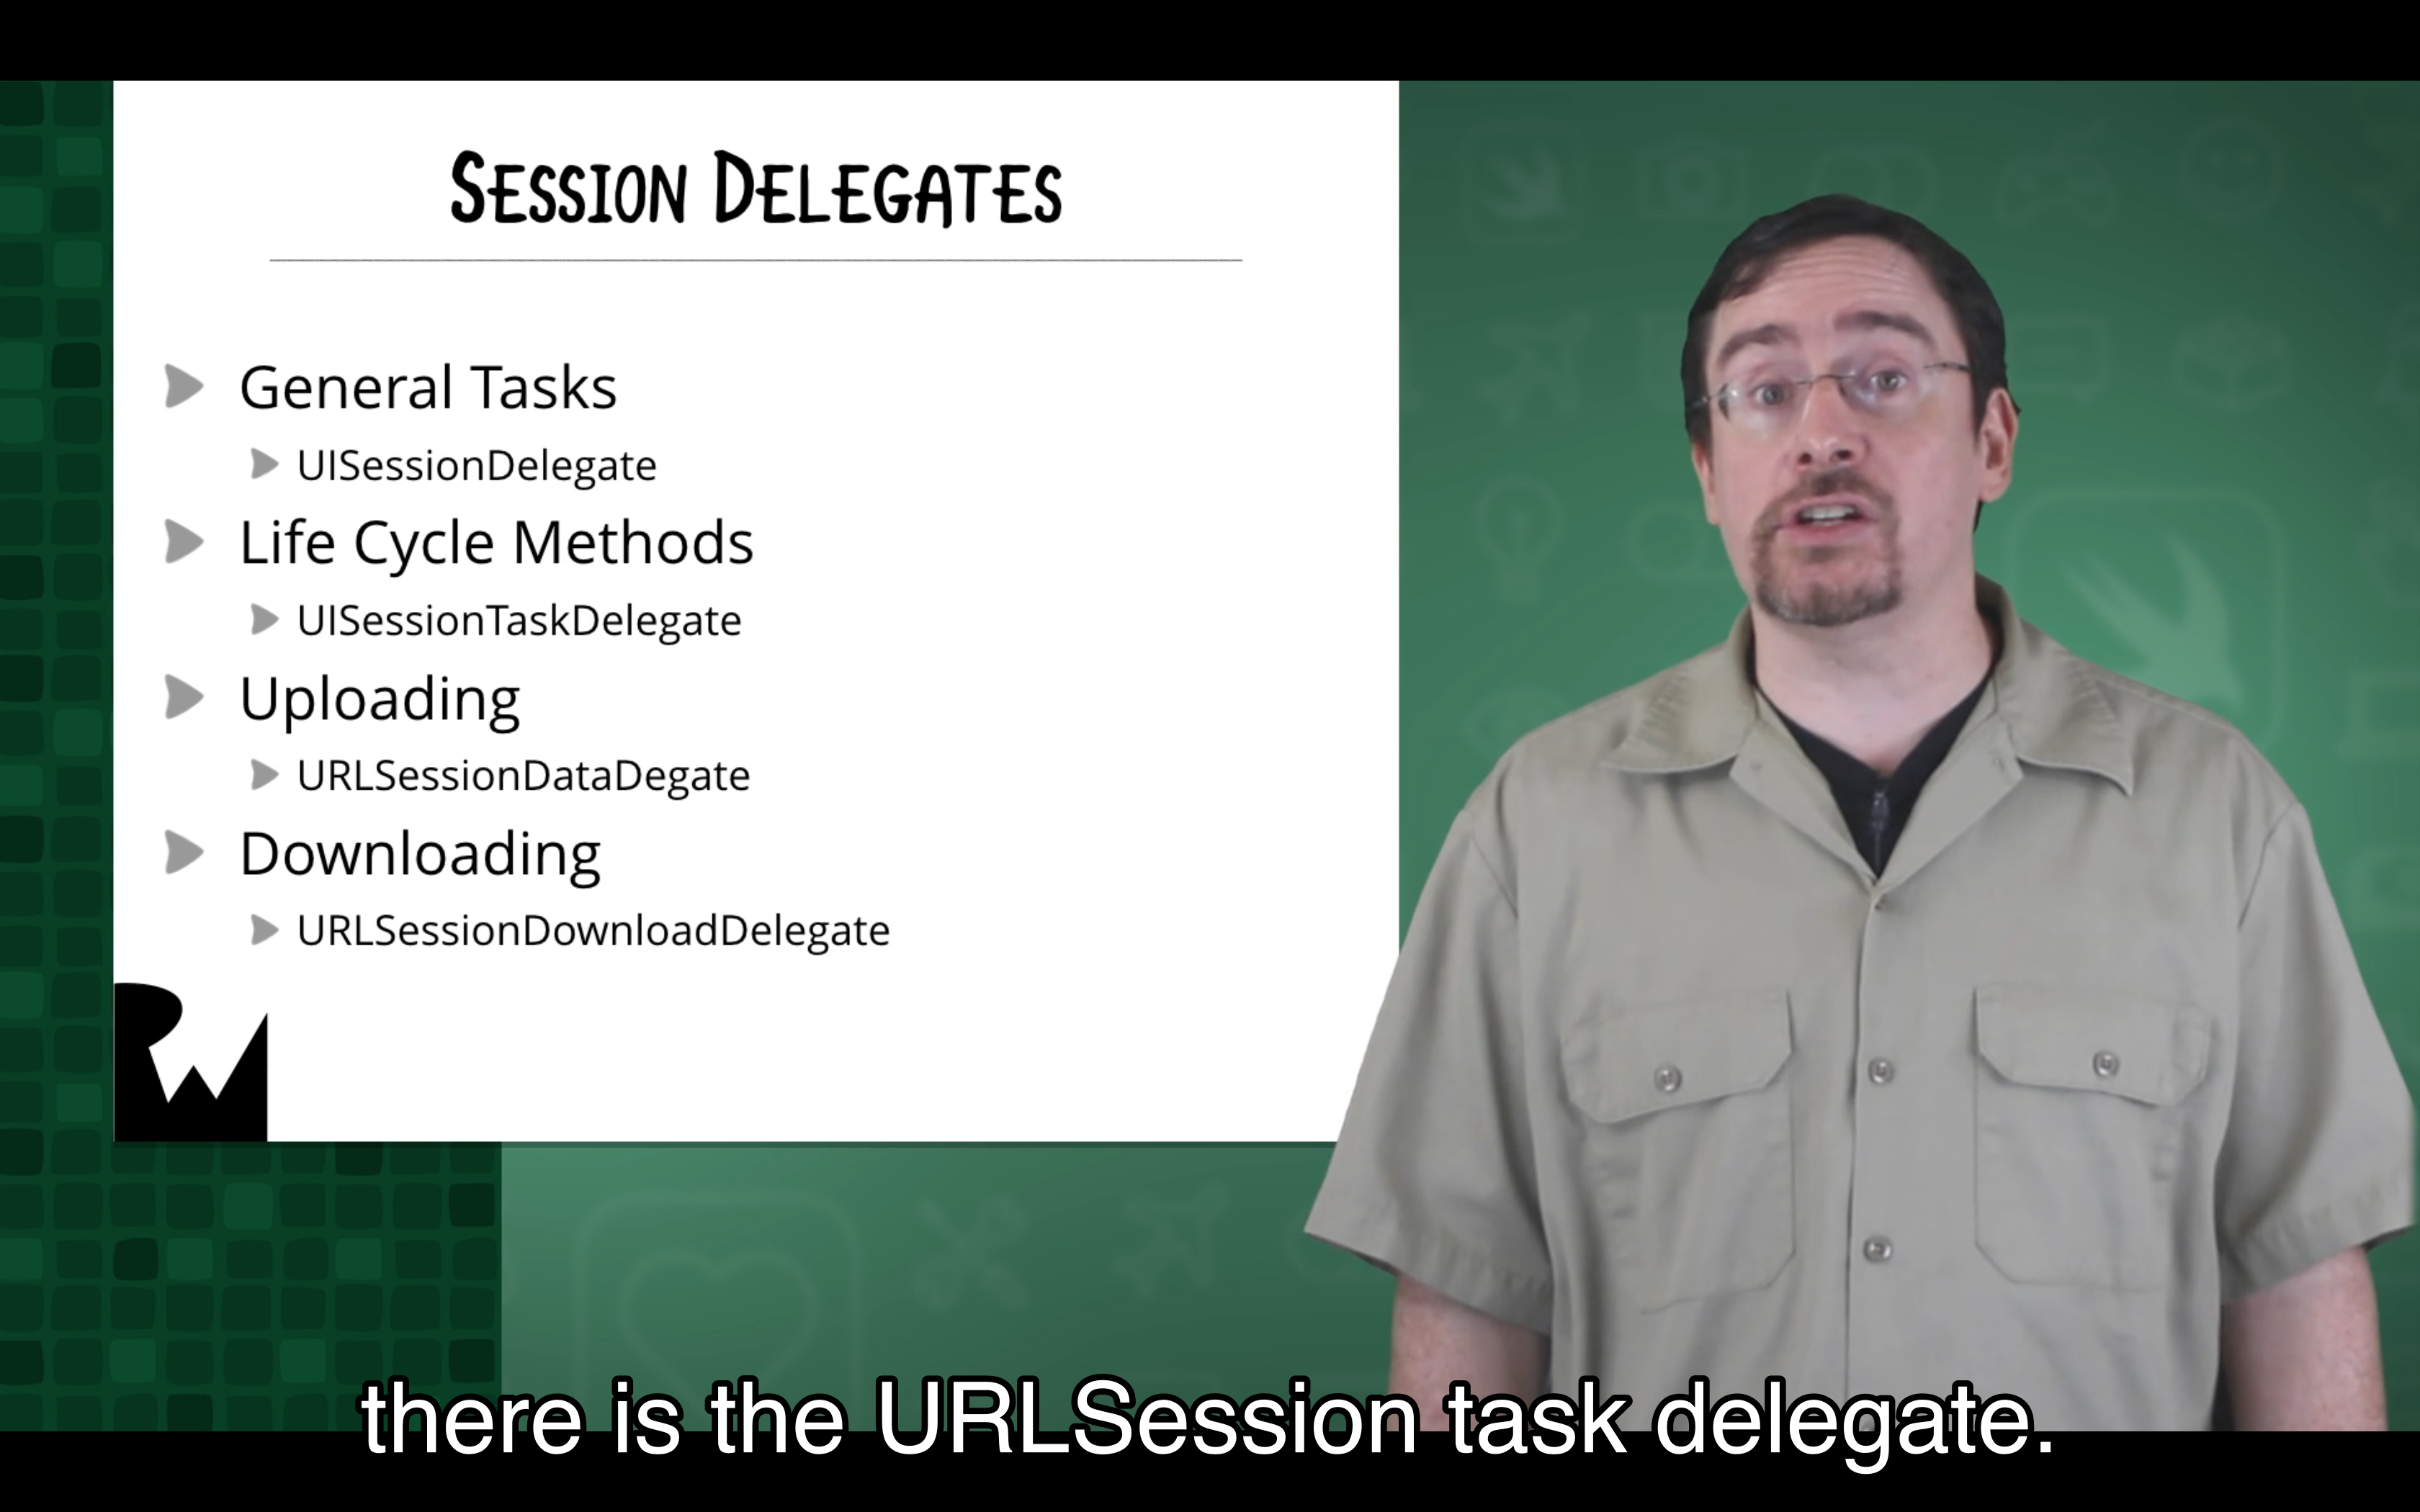 SESSION DELEGATES
General Tasks
UISessionDelegate
Life Cycle Methods
UISessionTaskDelegate
Uploading
URLSessionDataDegate
Downloading
URLSessionDownloadDelegate
RW
there is the URLSession task delegate.